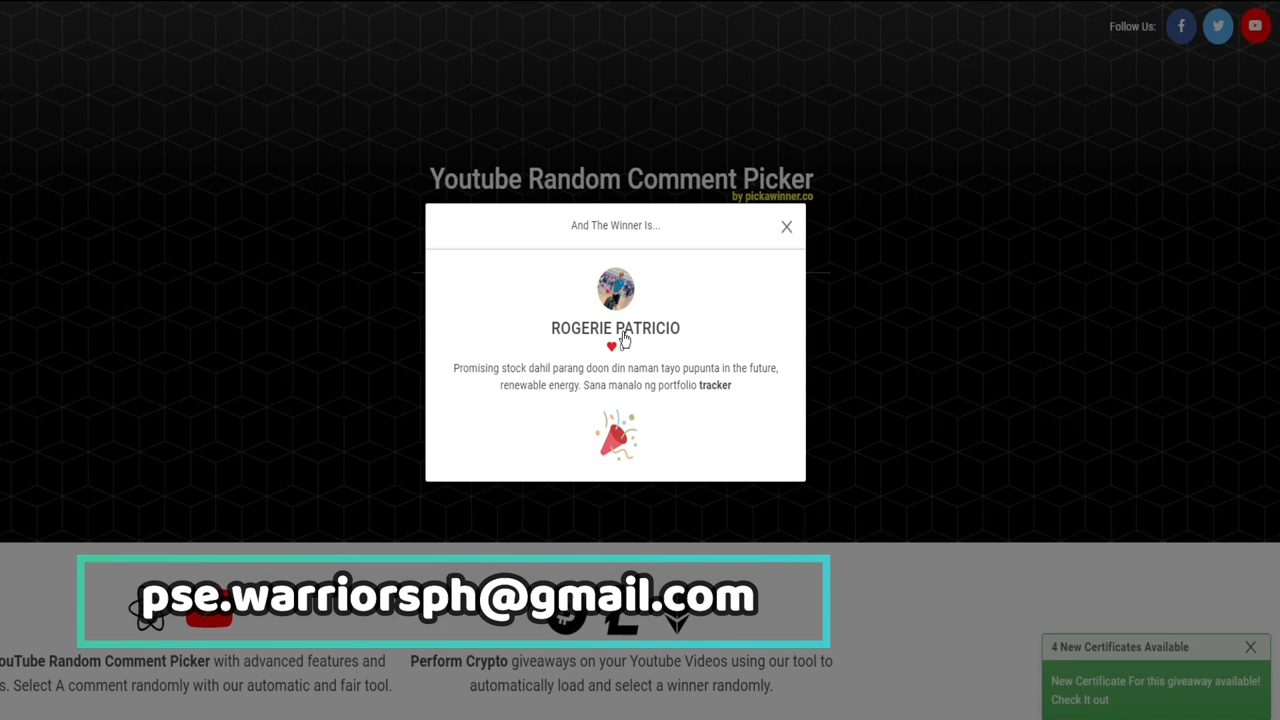 Follow Us:
Youtube Random Comment Picker
by pickawinner.co
And The Winner Is...
ROGERIE PATRICIO
Promising stock dahil parang doon din naman tayo pupunta in the future,
renewable energy. Sana manalo ng portfolio tracker
pse.warriorsph@gmail.com
ouTube Random Comment Picker with advanced features and
s. Select A comment randomly with our automatic and fair tool.
Perform Crypto giveaways on your Youtube Videos using our tool to
automatically load and select a winner randomly.
4 New Certificates Available
New Certificate For this giveaway available!
Check It out